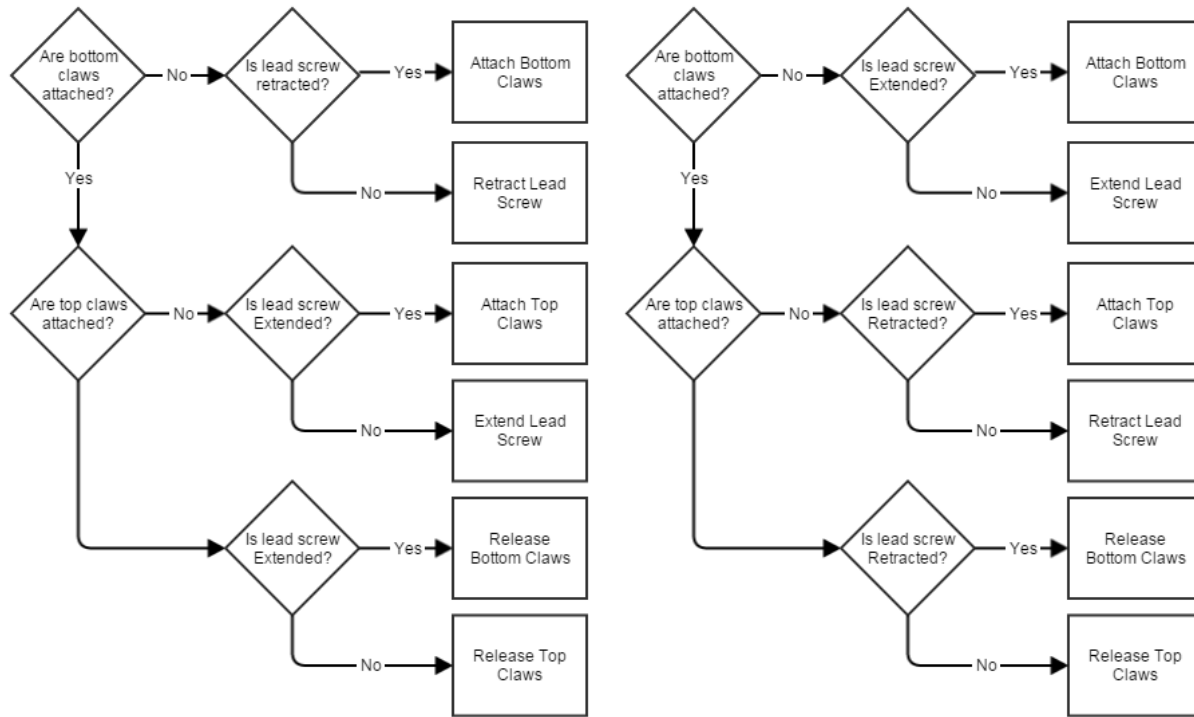 Are bottom
claws
attached?
No
Is lead screw
retracted?
Yes
Attach Bottom
Claws
No
Retract Lead
Screw
Yes
Are top claws
attached?
No
Is lead screw
Extended?
Yes
Attach Top
Claws
No
Extend Lead
Screw
Is lead screw
Extended?
Yes
Release
Bottom Claws
No
Release Top
Claws
Are bottom
claws
attached?
No
Is lead screw
Extended?
Yes
Attach Bottom
Claws
No
Extend Lead
Screw
Yes
Are top claws
attached?
No
Is lead screw
Retracted?
Yes
Attach Top
Claws
No
Retract Lead
Screw
Is lead screw
Retracted?
Yes
Release
Bottom Claws
No
Release Top
Claws